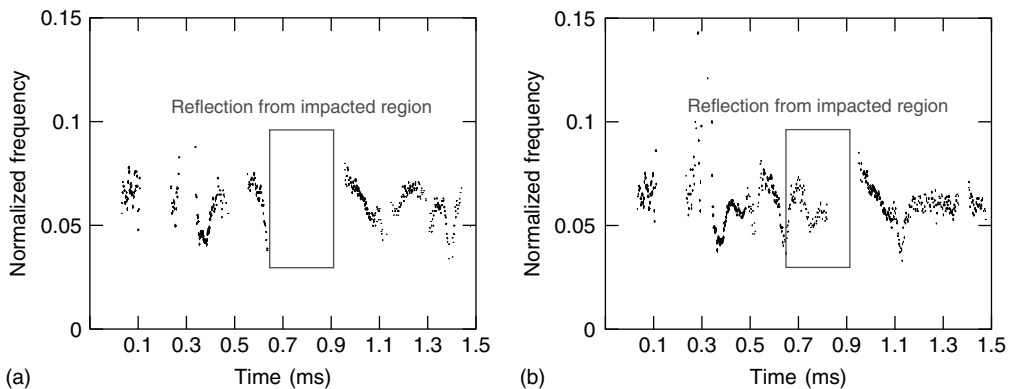 0.15
0.1
0.05
0
Normalized frequency
Reflection from impacted region
0.1 0.3 0.5 0.7 0.9 1.1 1.3 1.5
Time (ms)
(a)
0.15
0.1
0.05
0
Normalized frequency
Reflection from impacted region
0.1 0.3 0.5 0.7 0.9 1.1 1.3 1.5
Time (ms)
(b)